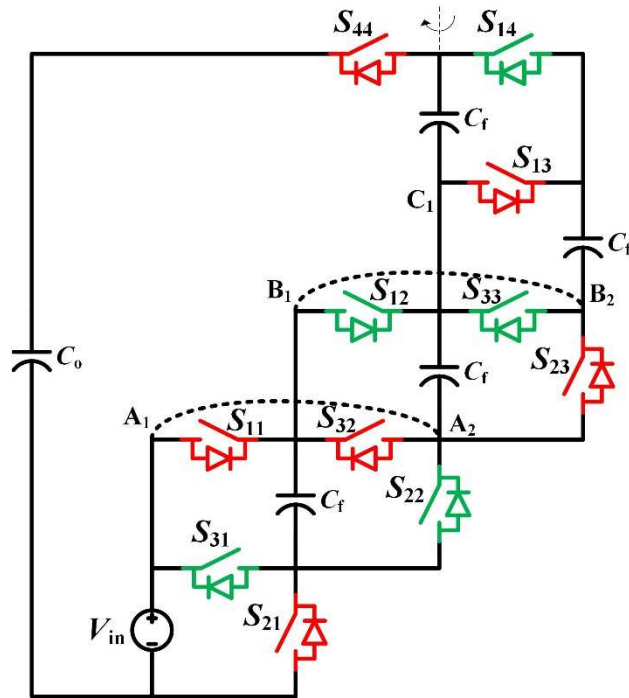 S44 S14
Cf
S13
C1
Cf
B1 S12 S33 B2
Co
Cf
S23
A1 S11 S32 A2
Cf
S22
S31
Vin
S21
+
-